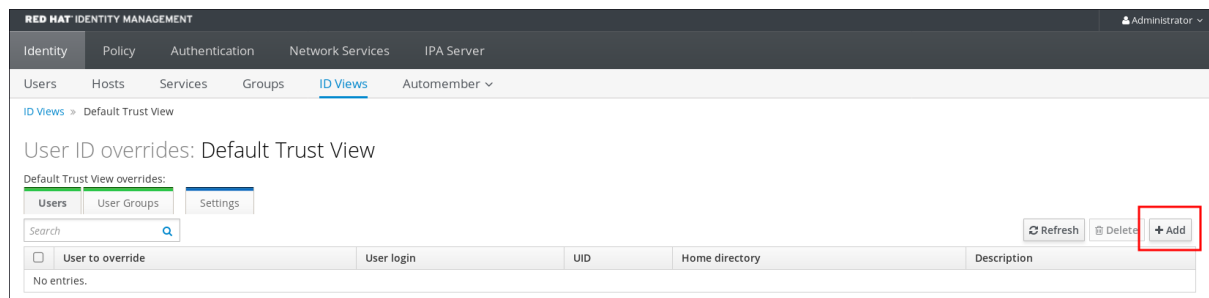 RED HAT® IDENTITY MANAGEMENT Administrator
Identity Policy Authentication Network Services IPA Server
Users Hosts Services Groups ID Views Automember
ID Views » Default Trust View
User ID overrides: Default Trust View
Default Trust View overrides:
Users User Groups Settings
Search Refresh Delete + Add
User to override User login UID Home directory Description
No entries.